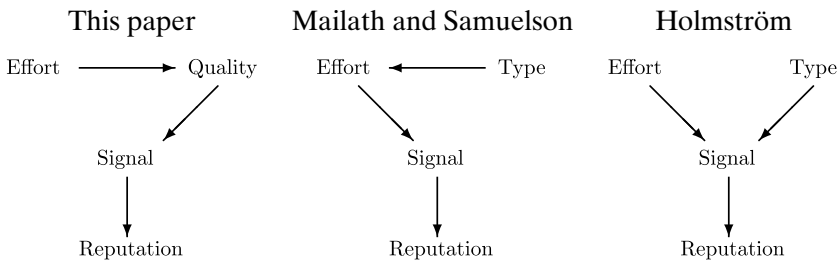 This paper Mailath and Samuelson Holmström
Effort Quality Effort Type Effort Type
Signal Signal Signal
Reputation Reputation Reputation